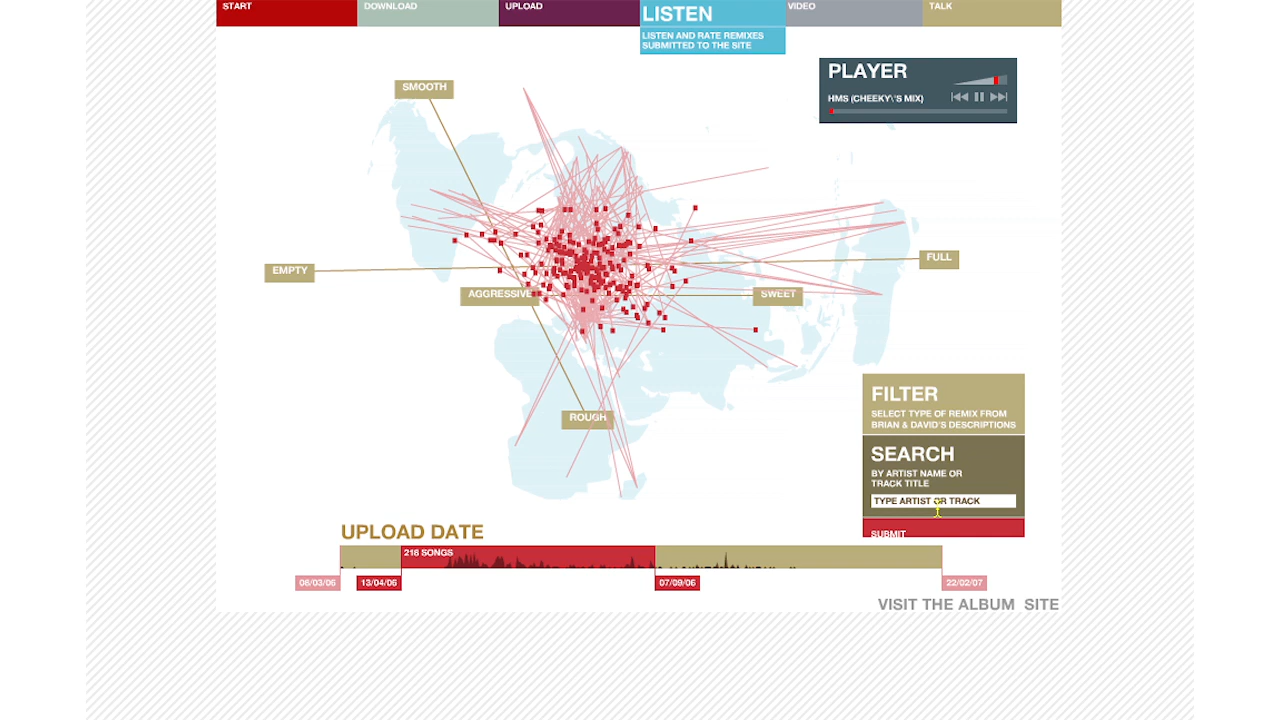 START
DOWNLOAD
UPLOAD
LISTEN
VIDEO
TALK
LISTEN AND RATE REMIXES
SUBMITTED TO THE SITE
PLAYER
HMS (CHEEKY\'S MIX)
SMOOTH
FULL
EMPTY
AGGRESSIVE
SWEET
ROUGH
FILTER
SELECT TYPE OF REMIX FROM
BRIAN & DAVID'S DESCRIPTIONS
SEARCH
BY ARTIST NAME OR
TRACK TITLE
TYPE ARTIST OR TRACK
SUBMIT
UPLOAD DATE
216 SONGS
08/03/06
13/04/06
07/09/06
22/02/07
VISIT THE ALBUM SITE